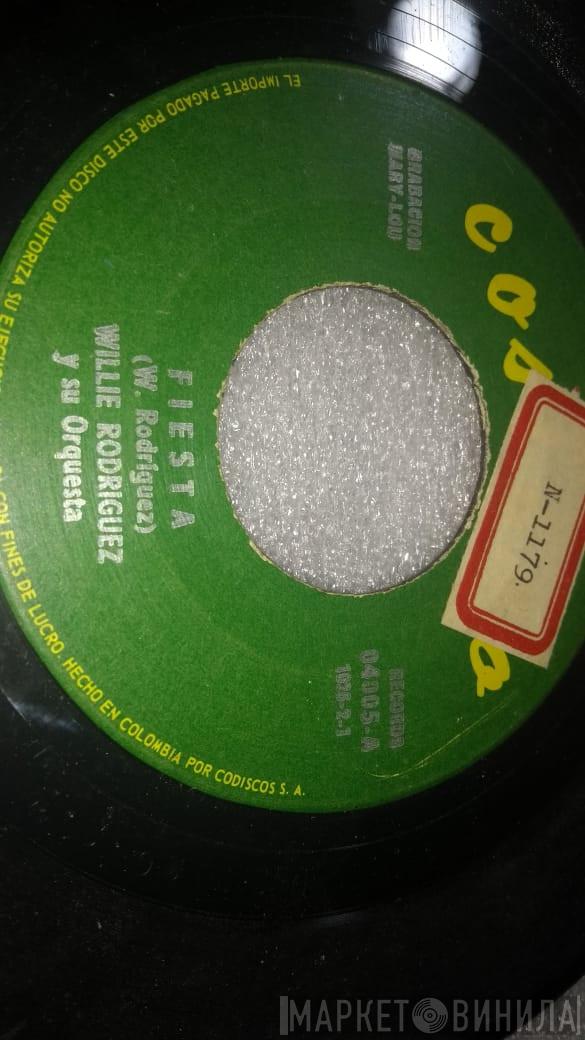 N-1179.
GRABACION
MARY-LOU
RECORDS
04005-A
FIESTA
(W. Rodriguez)
WILLIE RODRIGUEZ
y su Orquesta
EL IMPORTE PAGADO POR ESTE DISCO NO AUTORIZA SU CON FINES DE LUCRO. HECHO EN COLOMBIA POR CODISCOS S. A.
МАРКЕТ ВИНИЛА